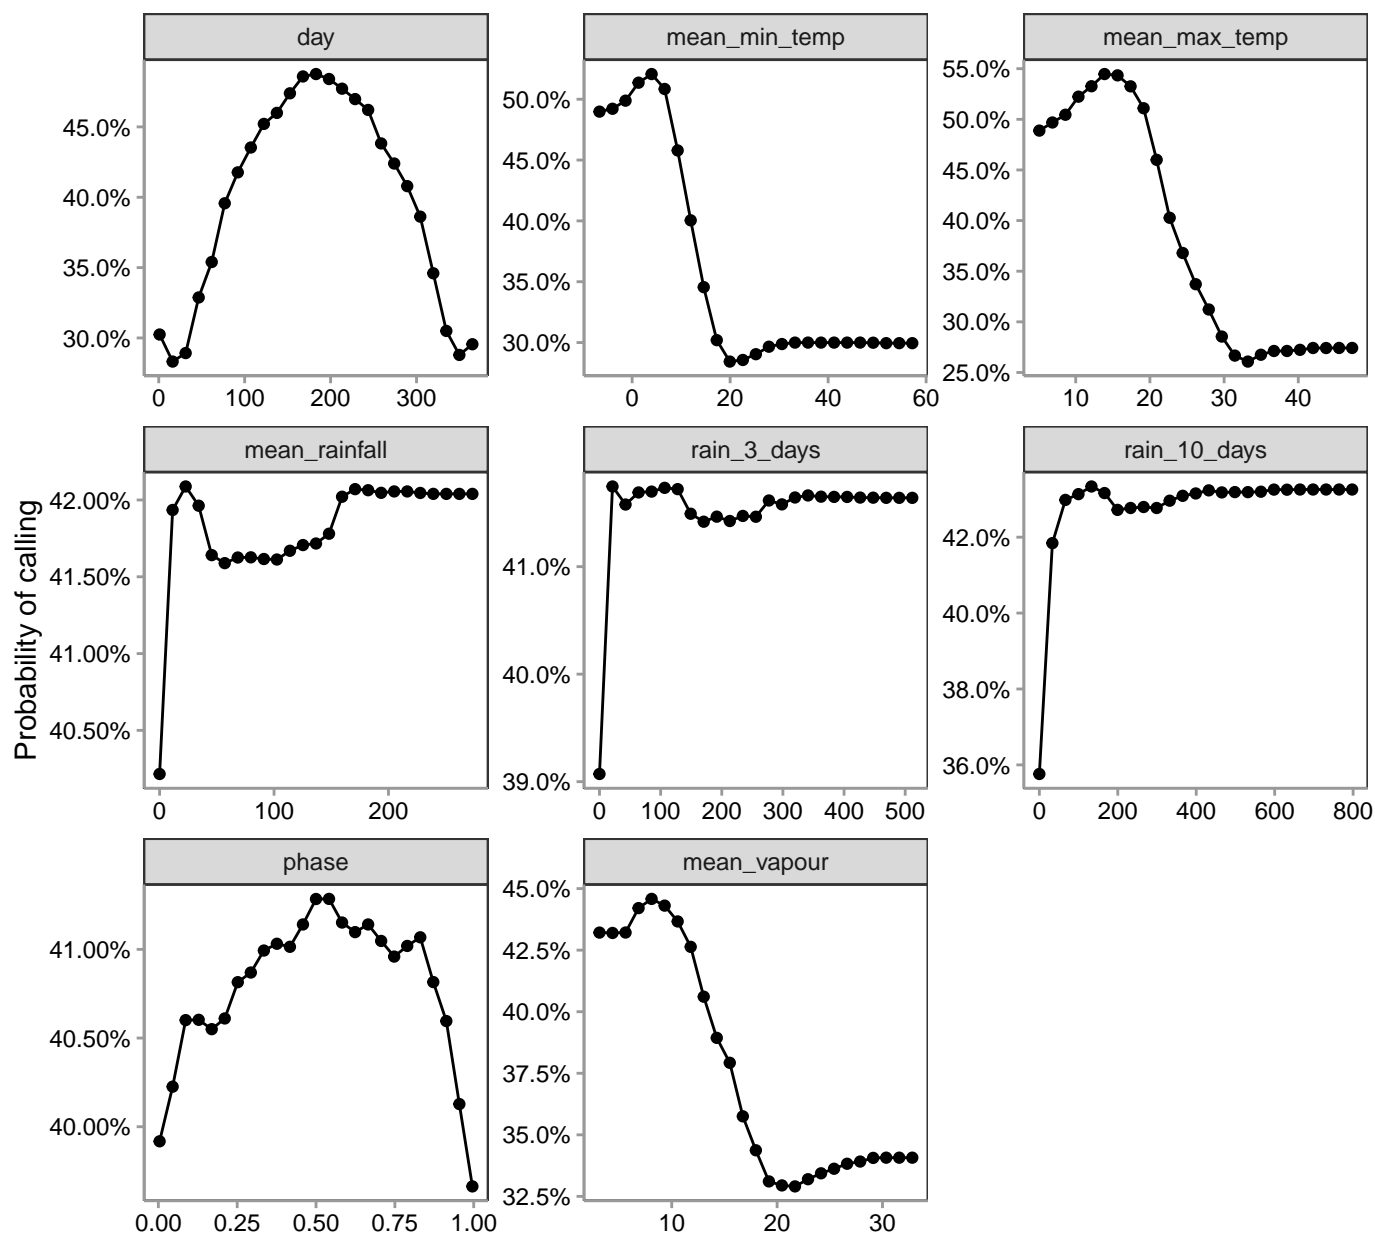 day
mean_min_temp
mean_max_temp
45.0%
40.0%
35.0%
30.0%
0 100 200 300
50.0%
45.0%
40.0%
35.0%
30.0%
0 20 40 60
55.0%
50.0%
45.0%
40.0%
35.0%
30.0%
25.0%
10 20 30 40
Probability of calling
mean_rainfall
rain_3_days
rain_10_days
42.00%
41.50%
41.00%
40.50%
0 100 200
41.0%
40.0%
39.0%
0 100 200 300 400 500
42.0%
40.0%
38.0%
36.0%
0 200 400 600 800
phase
mean_vapour
41.00%
40.50%
40.00%
0.00 0.25 0.50 0.75 1.00
45.0%
42.5%
40.0%
37.5%
35.0%
32.5%
10 20 30